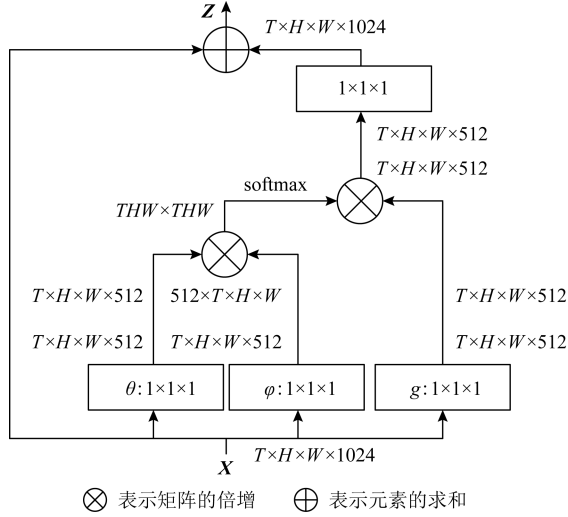 Z
T×H×W×1024
1×1×1
T×H×W×512
T×H×W×512
softmax
THW×THW
T×H×W×512
512×T×H×W
T×H×W×512
T×H×W×512
T×H×W×512
T×H×W×512
θ:1×1×1
φ:1×1×1
g:1×1×1
X
T×H×W×1024
表示矩阵的倍增
表示元素的求和